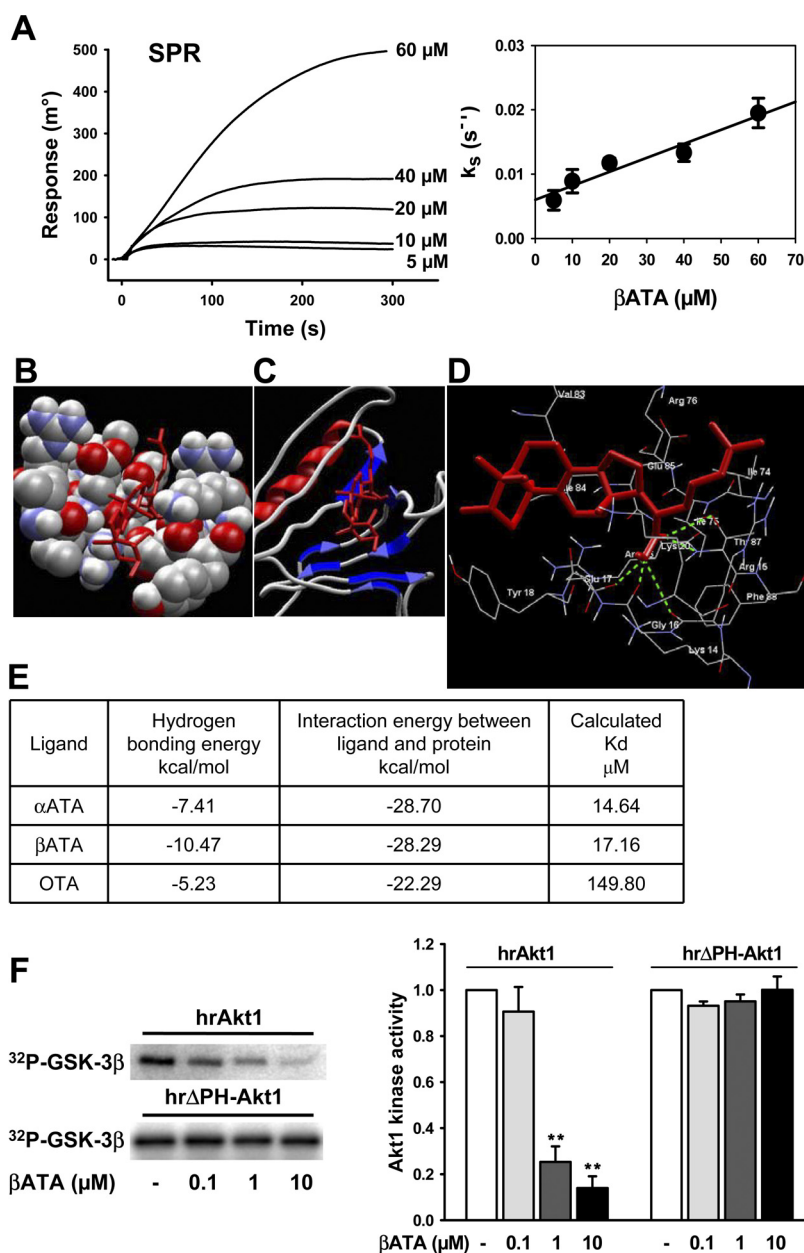 A
SPR
Response (m°)
500
400
300
200
100
0
60 µM
40 µM
20 µM
10 µM
5 µM
0 100 200 300
Time (s)
kS (s⁻¹)
0.03
0.02
0.01
0.00
0 10 20 30 40 50 60 70
βATA (µM)
B
C
D
Val 83
Arg 76
Glu 85
Ile 74
Ile 84
Thr 87
Lys 20
Arg 15
Glu 17
Tyr 18
Gly 16
Lys 14
E
Ligand
Hydrogen bonding energy kcal/mol
Interaction energy between ligand and protein kcal/mol
Calculated Kd µM
αATA -7.41 -28.70 14.64
βATA -10.47 -28.29 17.16
OTA -5.23 -22.29 149.80
F
hrAkt1
³²P-GSK-3β
hrΔPH-Akt1
³²P-GSK-3β
βATA (µM) - 0.1 1 10
Akt1 kinase activity
1.2
1.0
0.8
0.6
0.4
0.2
0.0
hrAkt1
hrΔPH-Akt1
** **
βATA (µM) - 0.1 1 10 - 0.1 1 10